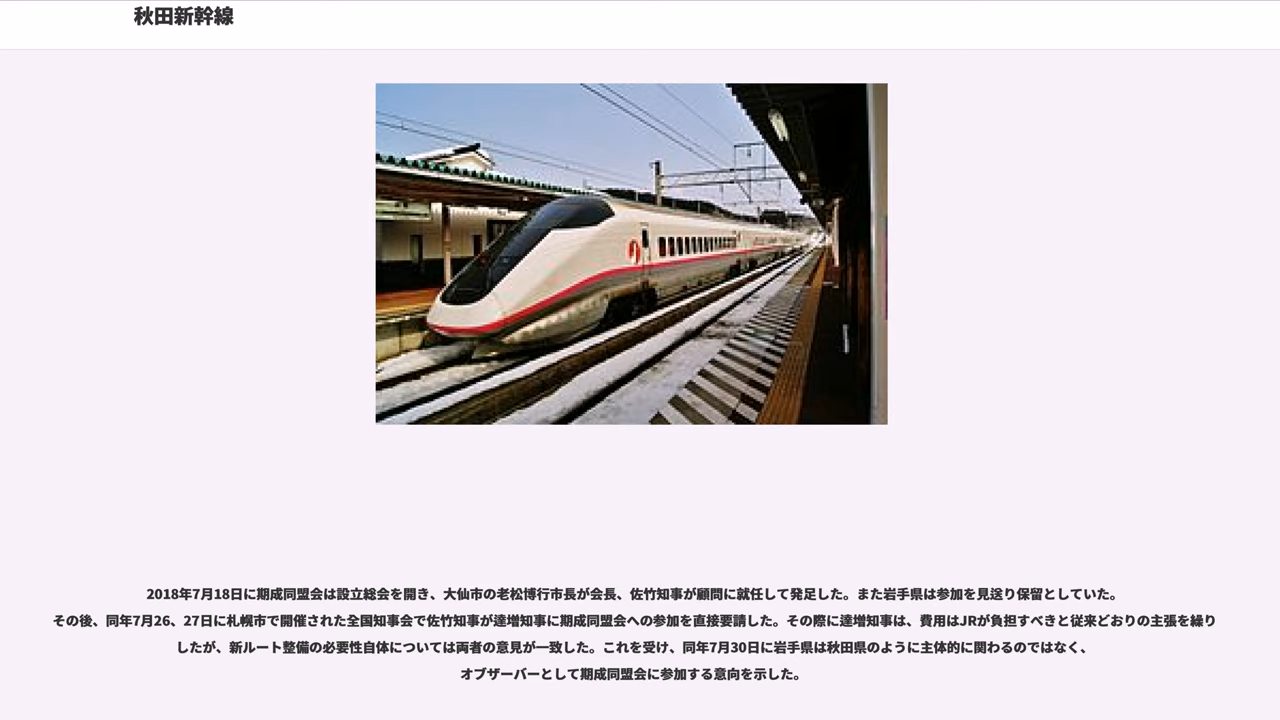 秋田新幹線
2018年7月18日に期成同盟会は設立総会を開き、大仙市の老松博行市長が会長、佐竹知事が顧問に就任して発足した。また岩手県は参加を見送り保留としていた。
その後、同年7月26、27日に札幌市で開催された全国知事会で佐竹知事が達増知事に期成同盟会への参加を直接要請した。その際に達増知事は、費用はJRが負担すべきと従来どおりの主張を繰り
したが、新ルート整備の必要性自体については両者の意見が一致した。これを受け、同年7月30日に岩手県は秋田県のように主体的に関わるのではなく、
オブザーバーとして期成同盟会に参加する意向を示した。